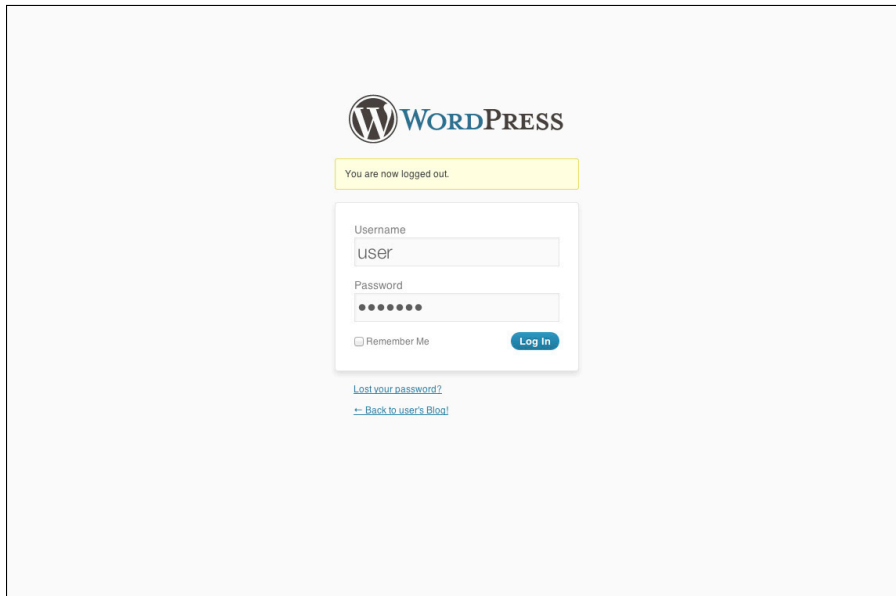 WORDPRESS
You are now logged out.
Username
user
Password
●●●●●●●
Remember Me
Log In
Lost your password?
← Back to user's Blog!